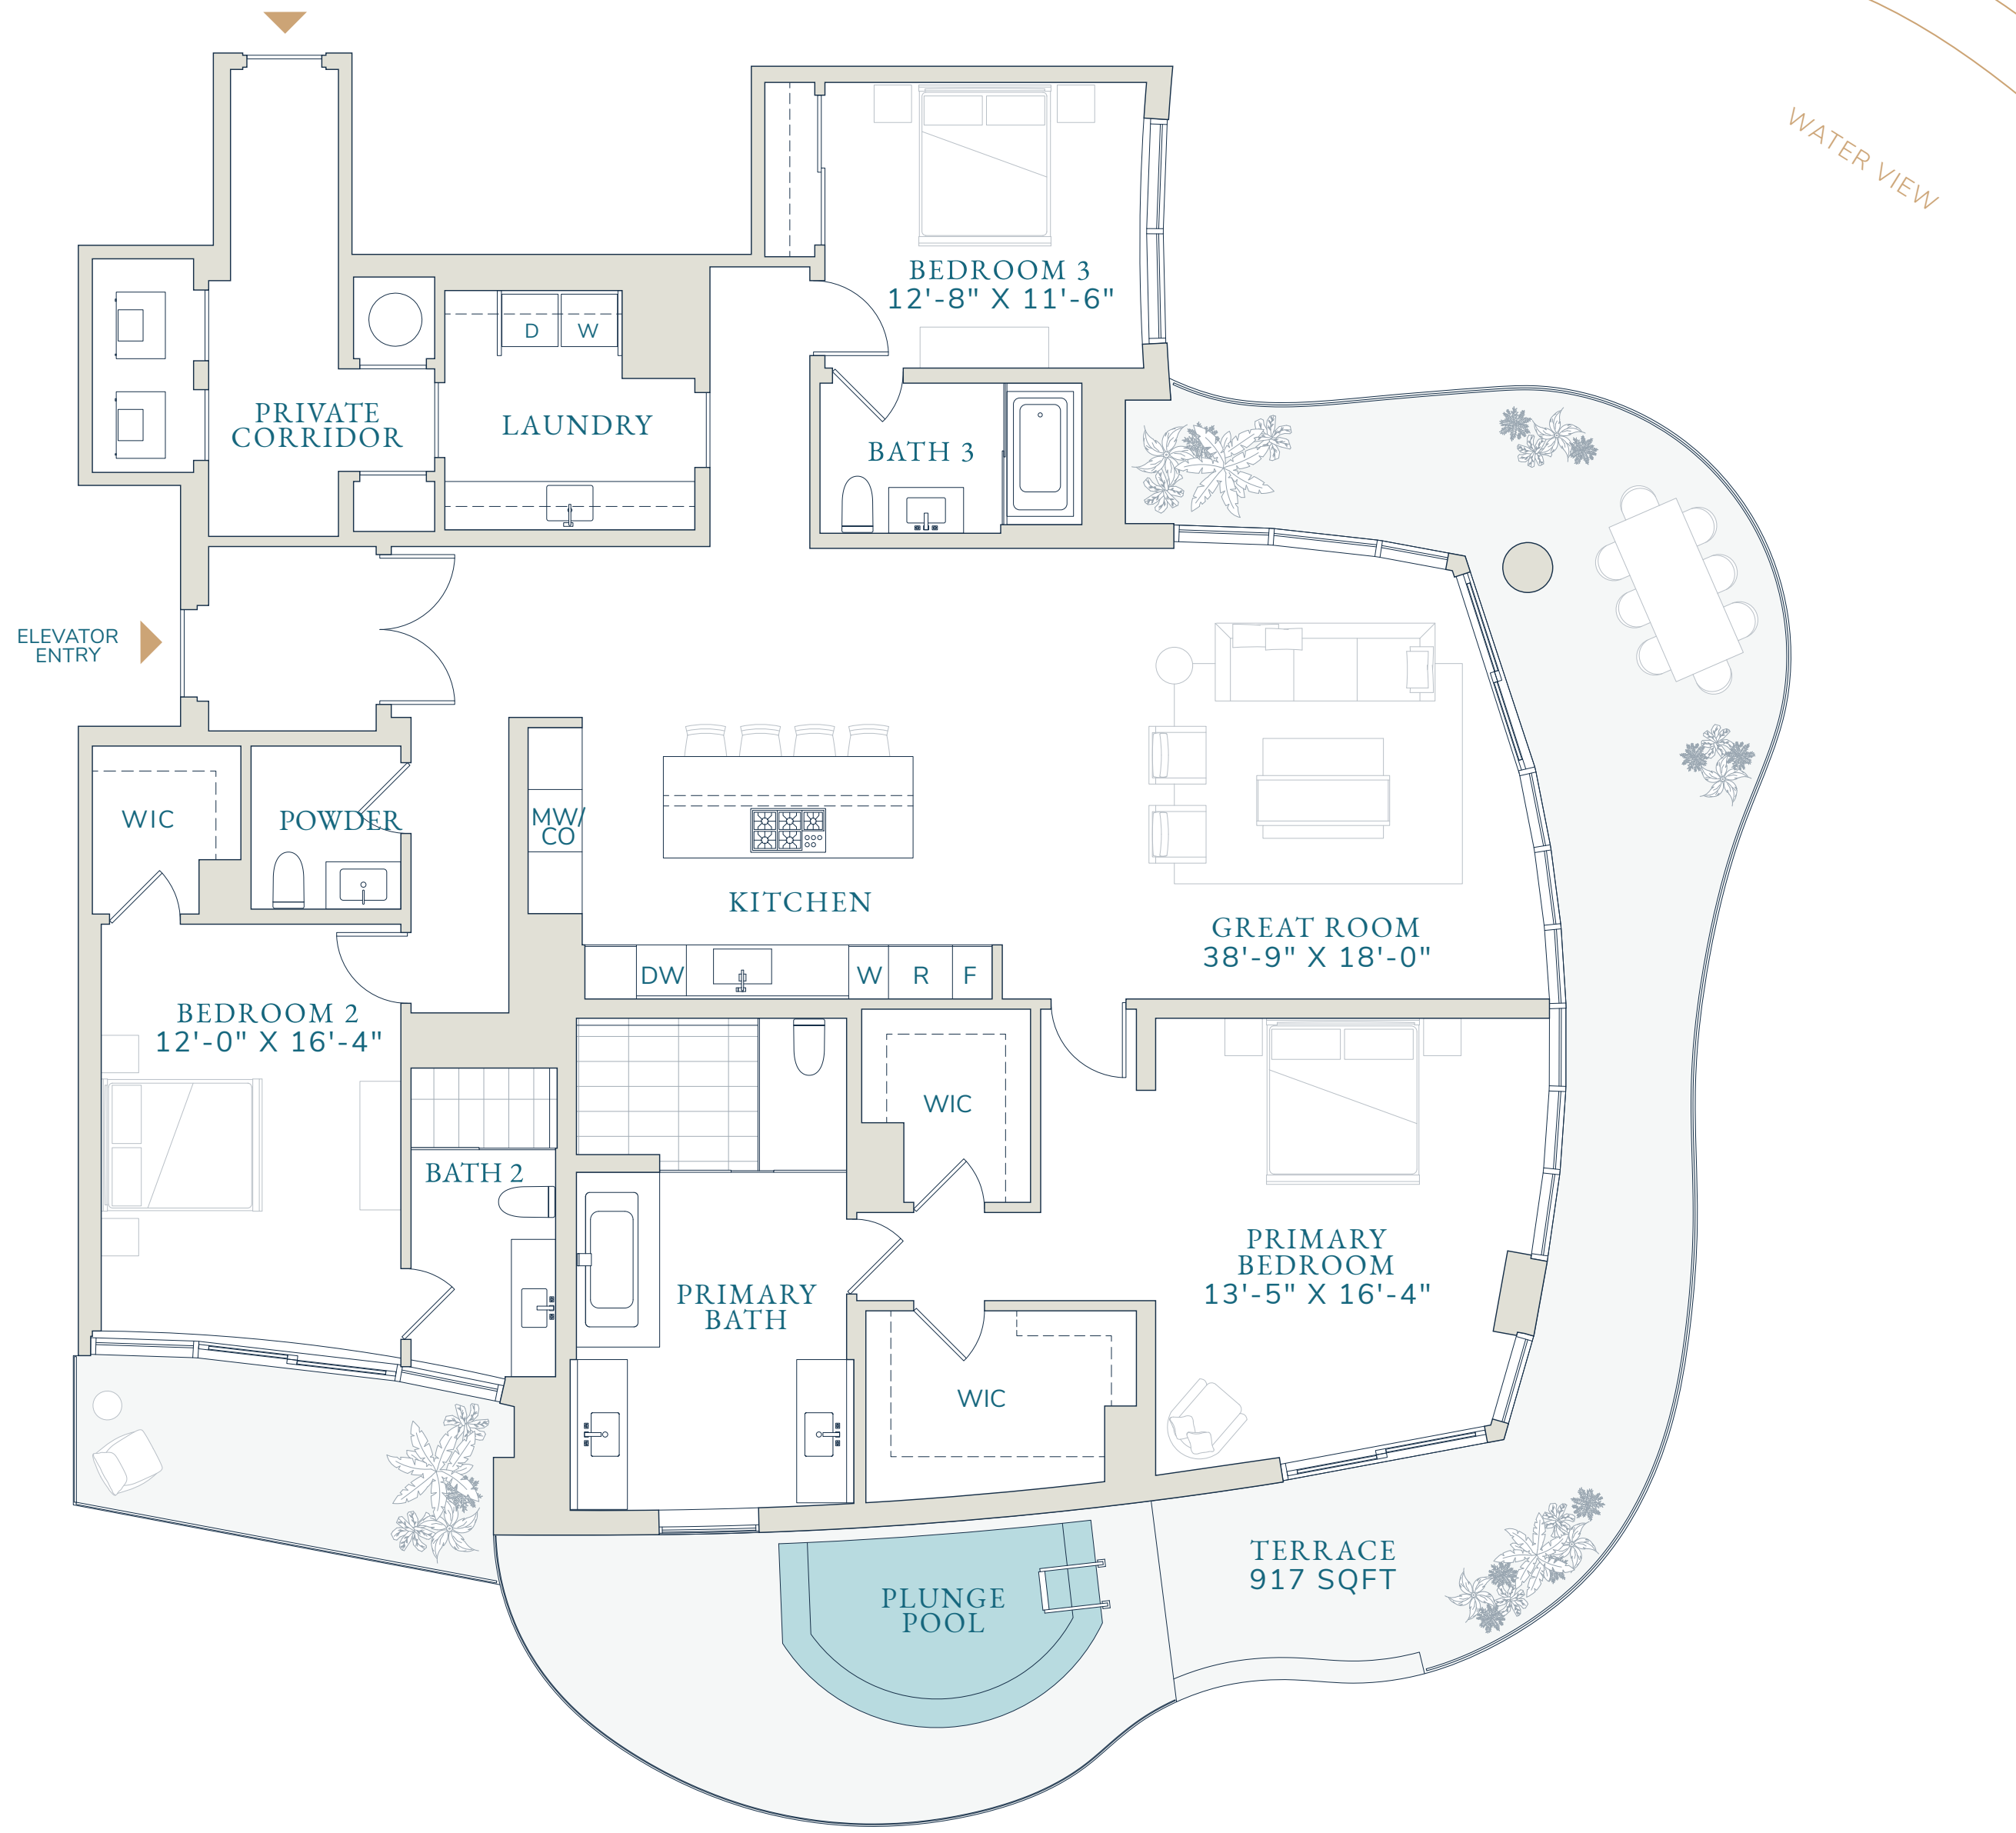 WATER VIEW
BEDROOM 3
12'-8" X 11'-6"
D
W
PRIVATE
CORRIDOR
LAUNDRY
BATH 3
ELEVATOR
ENTRY
WIC
POWDER
MW/
CO
KITCHEN
GREAT ROOM
38'-9" X 18'-0"
DW
W
R
F
BEDROOM 2
12'-0" X 16'-4"
WIC
BATH 2
PRIMARY
BEDROOM
13'-5" X 16'-4"
PRIMARY
BATH
WIC
TERRACE
917 SQFT
PLUNGE
POOL